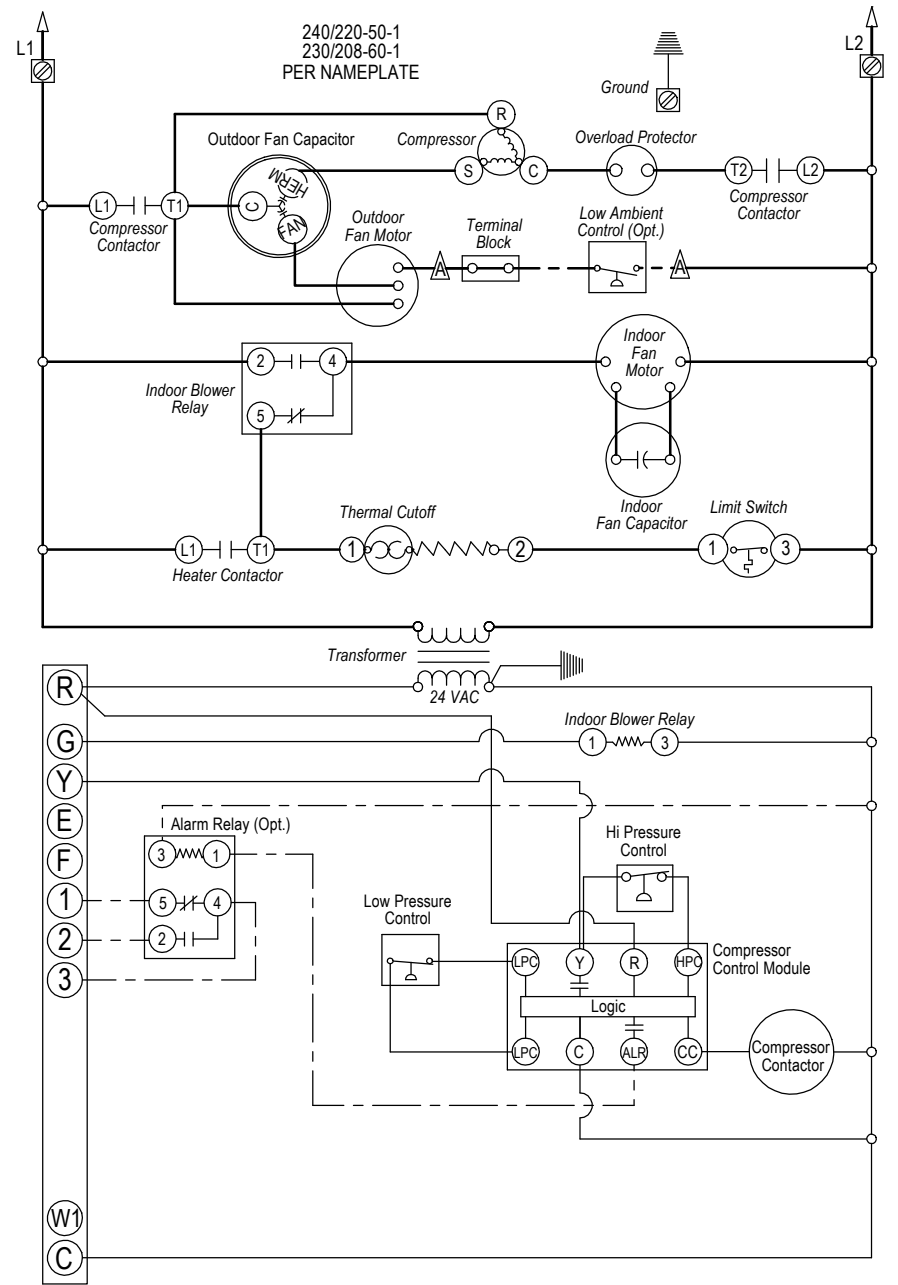 240/220-50-1
230/208-60-1
PER NAMEPLATE
L1
L2
Ground
R
Outdoor Fan Capacitor
Compressor
Overload Protector
HERM
S
C
T2
L2
Compressor
Contactor
L1
T1
C
FAN
Compressor
Contactor
Outdoor
Fan Motor
Terminal
Block
Low Ambient
Control (Opt.)
A
A
2
4
Indoor
Fan
Motor
Indoor Blower
Relay
5
Indoor
Fan Capacitor
Thermal Cutoff
Limit Switch
L1
T1
1
2
1
3
Heater Contactor
Transformer
24 VAC
R
G
Indoor Blower Relay
1
3
Y
E
Alarm Relay (Opt.)
F
3
1
Hi Pressure
Control
1
5
4
Low Pressure
Control
2
2
3
LPC
Y
R
HPC
Compressor
Control Module
Logic
LPC
C
ALR
CC
Compressor
Contactor
W1
C